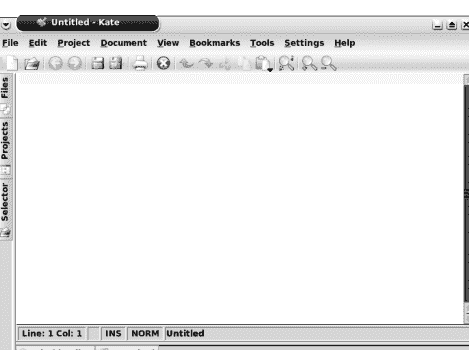 Untitled - Kate
File Edit Project Document View Bookmarks Tools Settings Help
Files
Projects
Selector
Line: 1 Col: 1 INS NORM Untitled